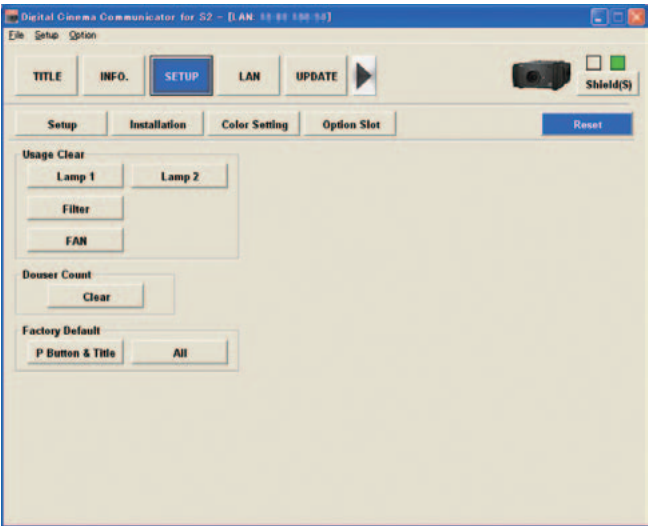 Digital Cinema Communicator for S2 – [LAN:
File Setup Option
TITLE INFO. SETUP LAN UPDATE
Shield(S)
Setup Installation Color Setting Option Slot Reset
Usage Clear
Lamp 1 Lamp 2
Filter
FAN
Douser Count
Clear
Factory Default
P Button & Title All